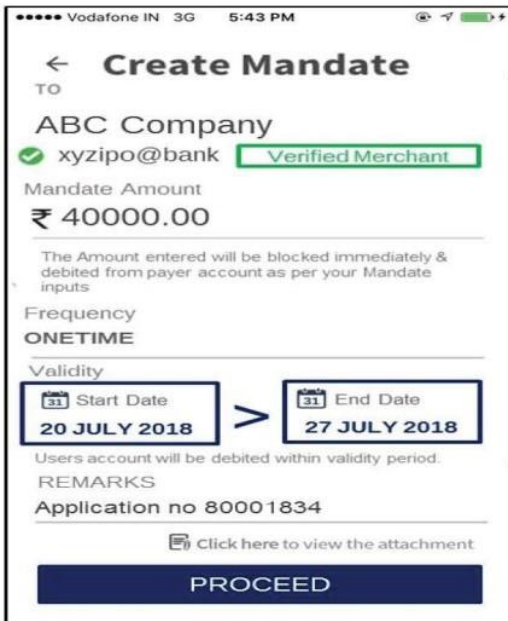 Vodafone IN 3G 5:43 PM
Create Mandate
TO
ABC Company
xyzipo@bank Verified Merchant
Mandate Amount
₹ 40000.00
The Amount entered will be blocked immediately &
debited from payer account as per your Mandate
inputs
Frequency
ONETIME
Validity
31 Start Date > 31 End Date
20 JULY 2018 27 JULY 2018
Users account will be debited within validity period.
REMARKS
Application no 80001834
Click here to view the attachment
PROCEED